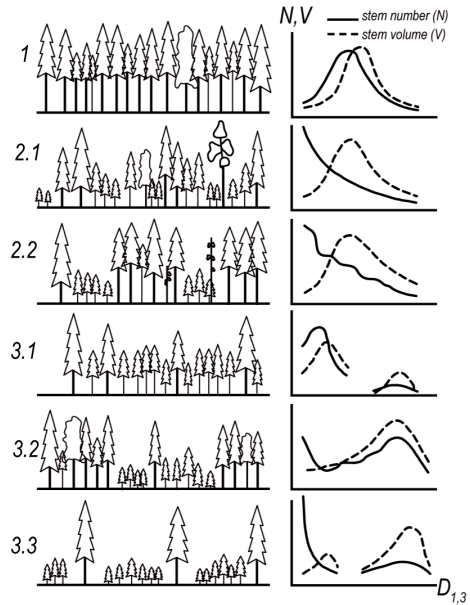 N,V
stem number (N)
stem volume (V)
1
2.1
2.2
3.1
3.2
3.3
D1,3